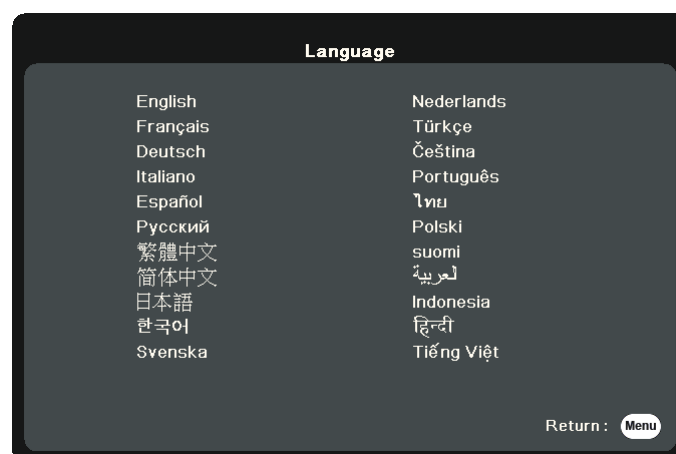 Language
English
Français
Deutsch
Italiano
Español
Русский
繁體中文
简体中文
日本語
한국어
Svenska
Nederlands
Türkçe
Čeština
Português
ไทย
Polski
suomi
لعربية
Indonesia
हिन्दी
Tiếng Việt
Return : Menu